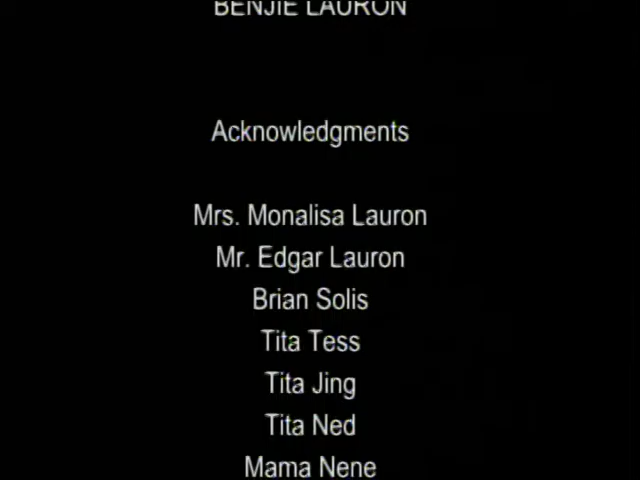 BENJIE LAURON
Acknowledgments
Mrs. Monalisa Lauron
Mr. Edgar Lauron
Brian Solis
Tita Tess
Tita Jing
Tita Ned
Mama Nene